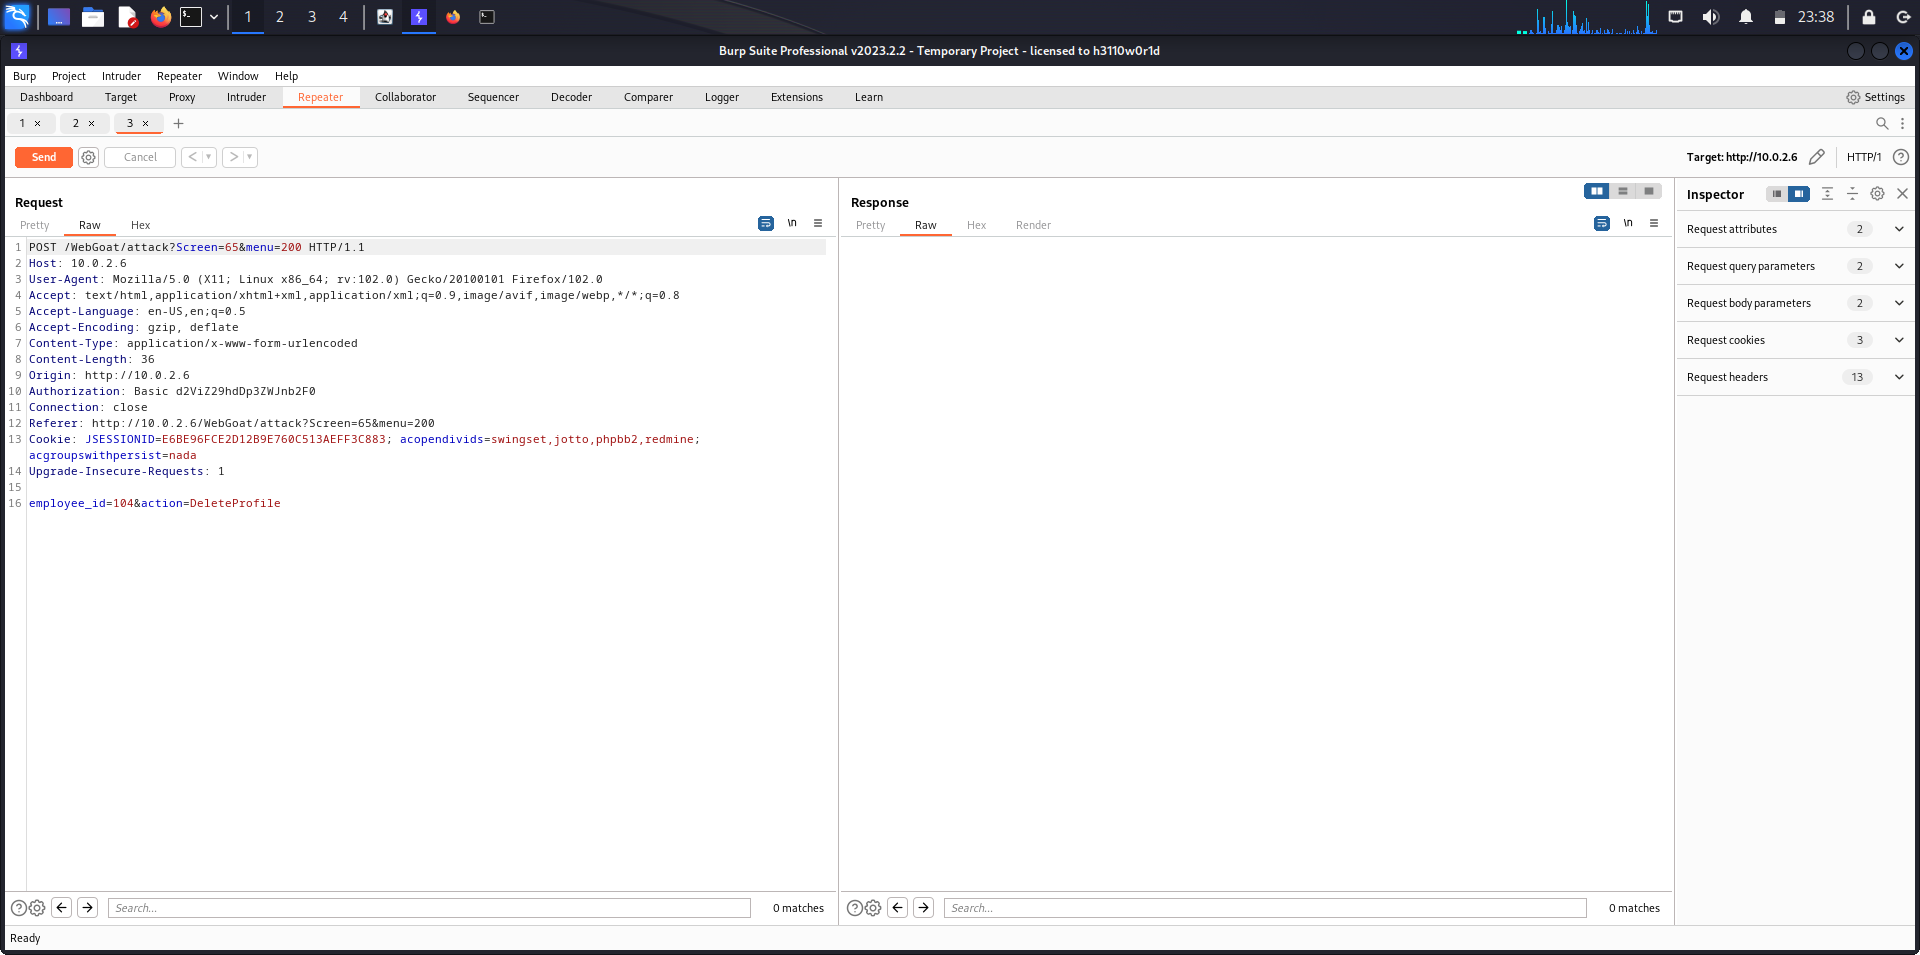 1 2 3 4 23:38
Burp Suite Professional v2023.2.2 - Temporary Project - licensed to h3110w0r1d
Burp Project Intruder Repeater Window Help
Dashboard Target Proxy Intruder Repeater Collaborator Sequencer Decoder Comparer Logger Extensions Learn Settings
1 × 2 × 3 × +
Send Cancel < > Target: http://10.0.2.6 HTTP/1
Request
Pretty Raw Hex \n
1 POST /WebGoat/attack?Screen=65&menu=200 HTTP/1.1
2 Host: 10.0.2.6
3 User-Agent: Mozilla/5.0 (X11; Linux x86_64; rv:102.0) Gecko/20100101 Firefox/102.0
4 Accept: text/html,application/xhtml+xml,application/xml;q=0.9,image/avif,image/webp,*/*;q=0.8
5 Accept-Language: en-US,en;q=0.5
6 Accept-Encoding: gzip, deflate
7 Content-Type: application/x-www-form-urlencoded
8 Content-Length: 36
9 Origin: http://10.0.2.6
10 Authorization: Basic d2ViZ29hdDp3ZWJnb2F0
11 Connection: close
12 Referer: http://10.0.2.6/WebGoat/attack?Screen=65&menu=200
13 Cookie: JSESSIONID=E6BE96FCE2D12B9E760C513AEFF3C883; acopendivids=swingset,jotto,phpbb2,redmine;
acgroupswithpersist=nada
14 Upgrade-Insecure-Requests: 1
15
16 employee_id=104&action=DeleteProfile
Search... 0 matches
Response
Pretty Raw Hex Render \n
Search... 0 matches
Inspector
Request attributes 2
Request query parameters 2
Request body parameters 2
Request cookies 3
Request headers 13
Ready